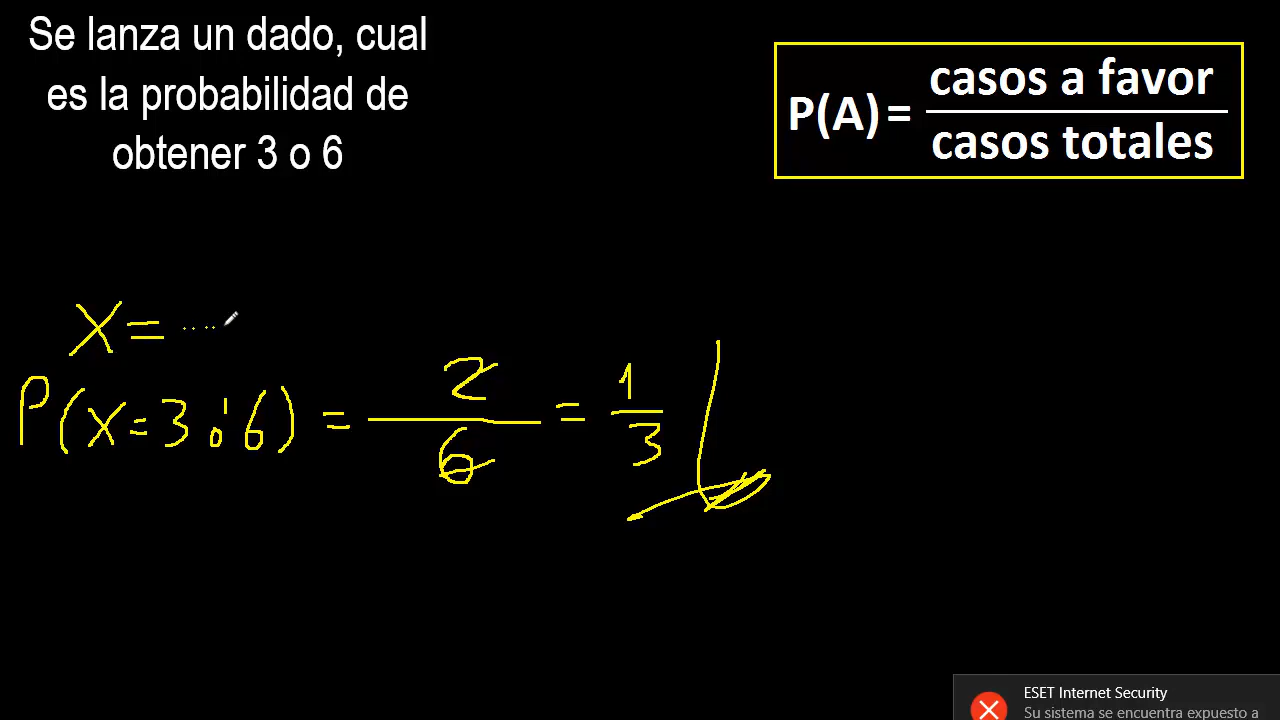 Se lanza un dado, cual
es la probabilidad de
obtener 3 o 6
P(A) = casos a favor
casos totales
X = ....
P(X=3 ó 6) = 2/6 = 1/3
ESET Internet Security
Su sistema se encuentra expuesto a